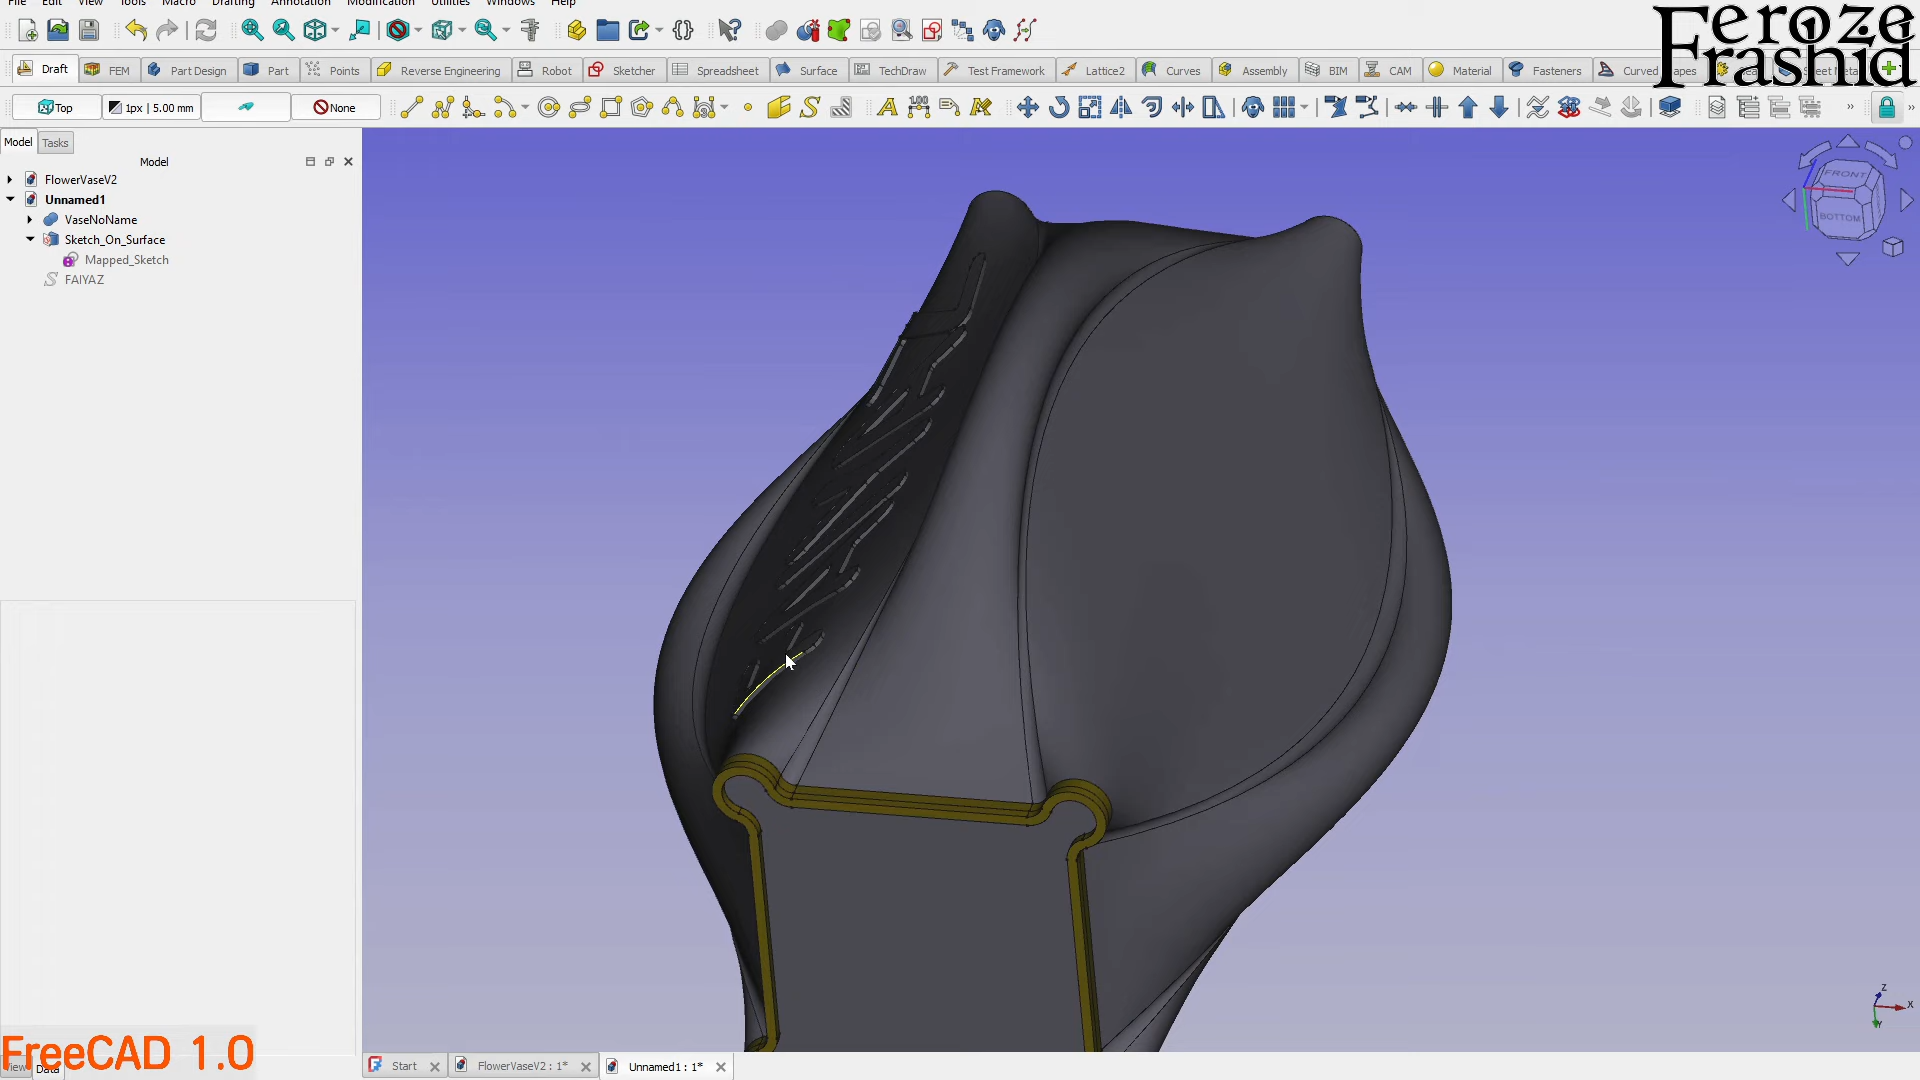 File Edit View Tools Macro Drafting Annotation Modification Utilities Windows Help
Feroze
Frashid
Draft FEM Part Design Part Points Reverse Engineering Robot Sketcher Spreadsheet Surface TechDraw Test Framework Lattice2 Curves Assembly BIM CAM Material Fasteners Curved Shapes
Top 1px | 5.00 mm None
Model Tasks
Model
FlowerVaseV2
Unnamed1
VaseNoName
Sketch_On_Surface
Mapped_Sketch
FAIYAZ
FRONT
BOTTOM
Z
X
Y
FreeCAD 1.0
View Data
Start FlowerVaseV2 : 1* Unnamed1 : 1*